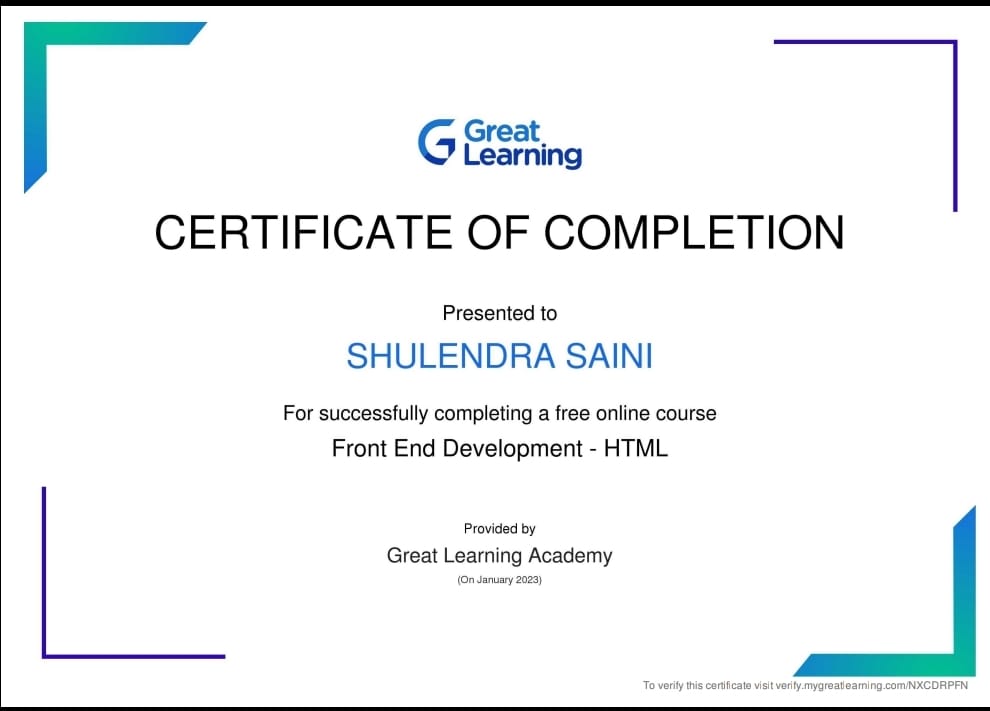 Great
Learning
CERTIFICATE OF COMPLETION
Presented to
SHULENDRA SAINI
For successfully completing a free online course
Front End Development - HTML
Provided by
Great Learning Academy
(On January 2023)
To verify this certificate visit verify.mygreatlearning.com/NXCDRPFN